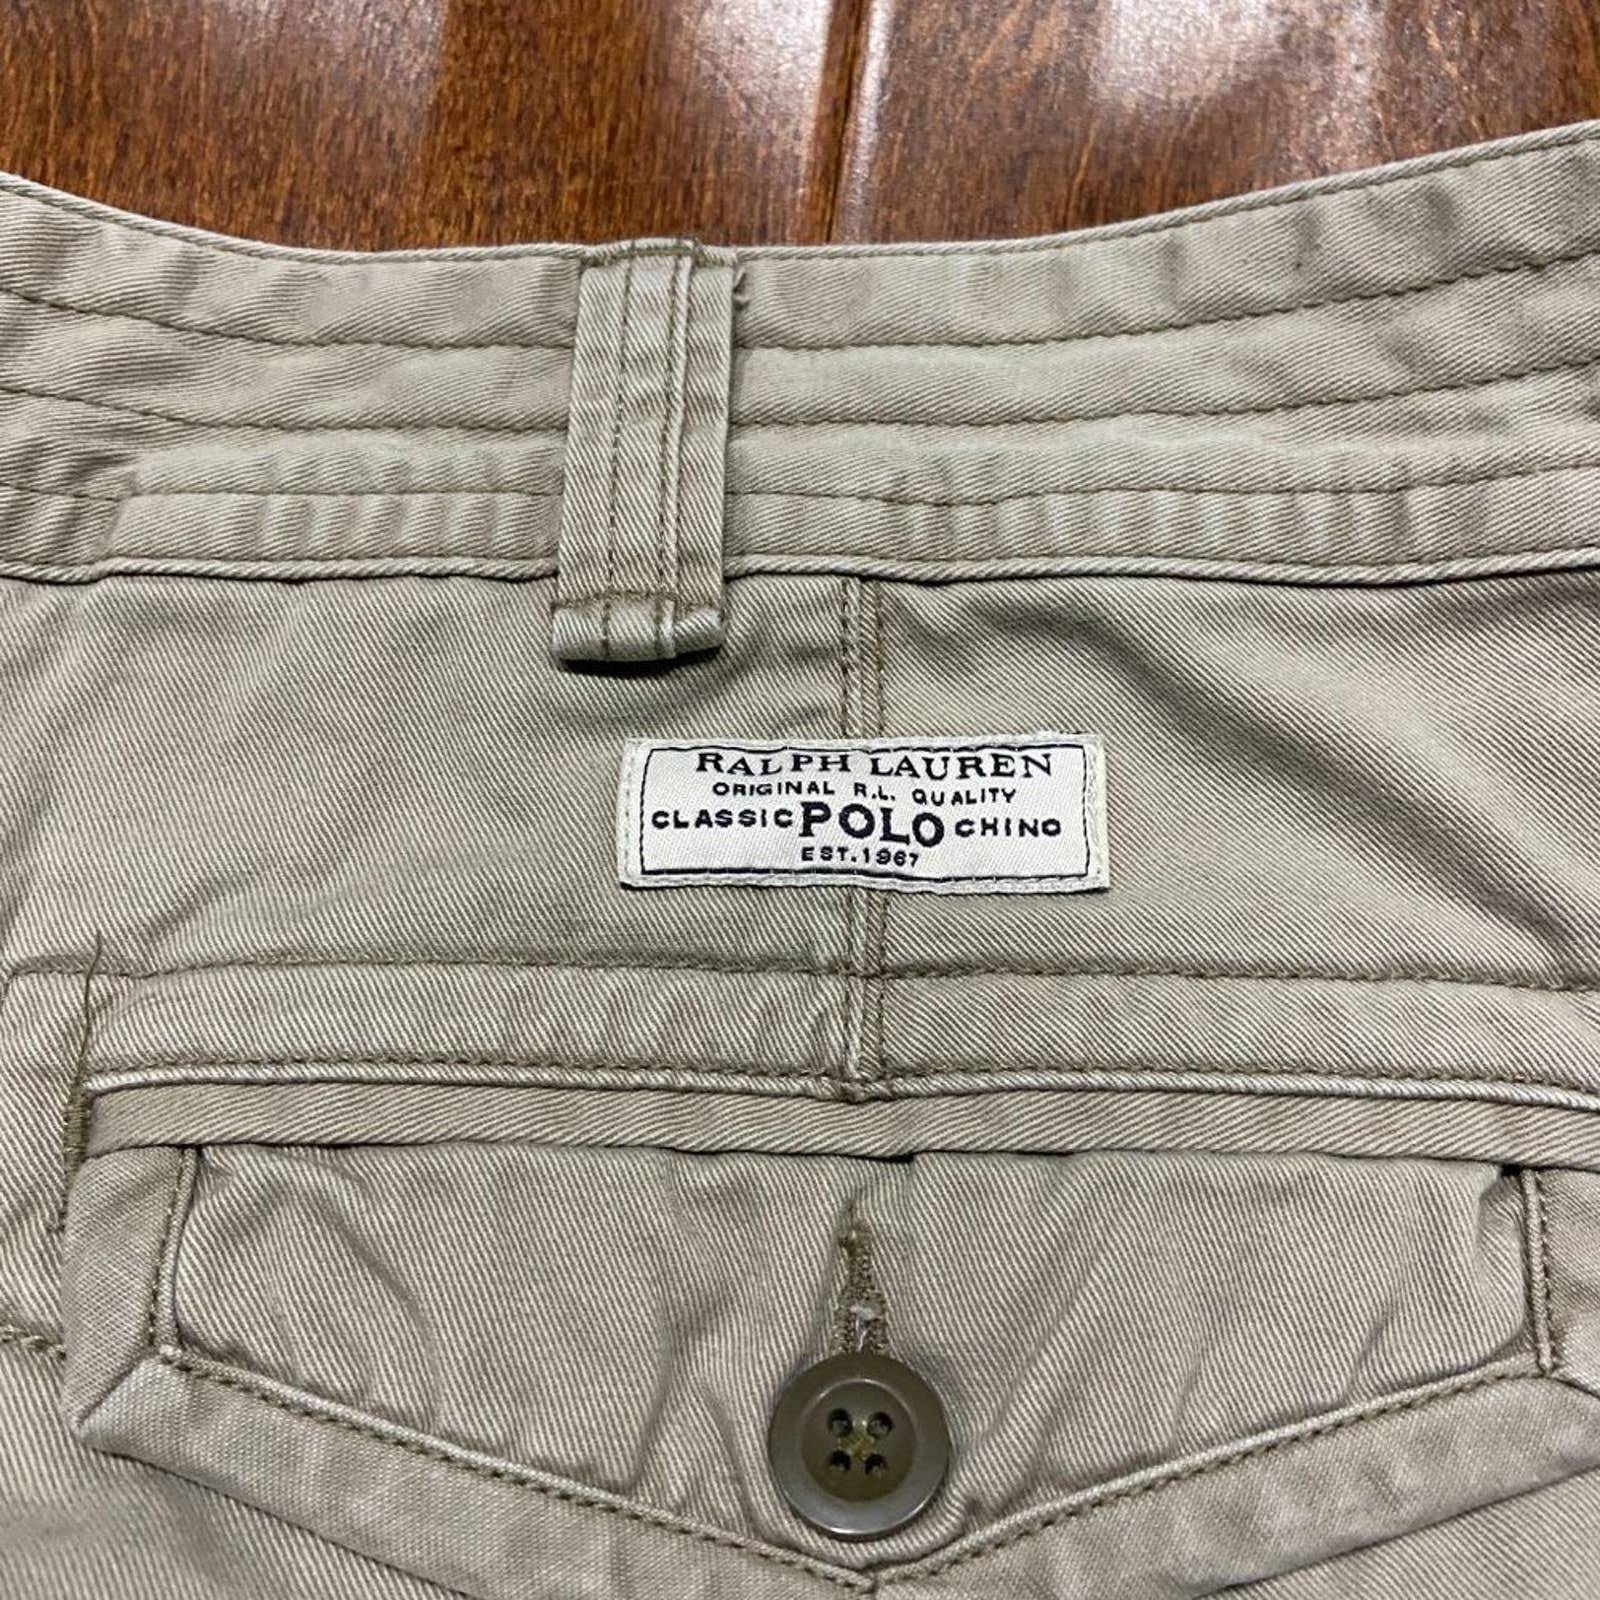 RALPH LAUREN
ORIGINAL R.L. QUALITY
CLASSIC POLO CHINO
EST. 1967